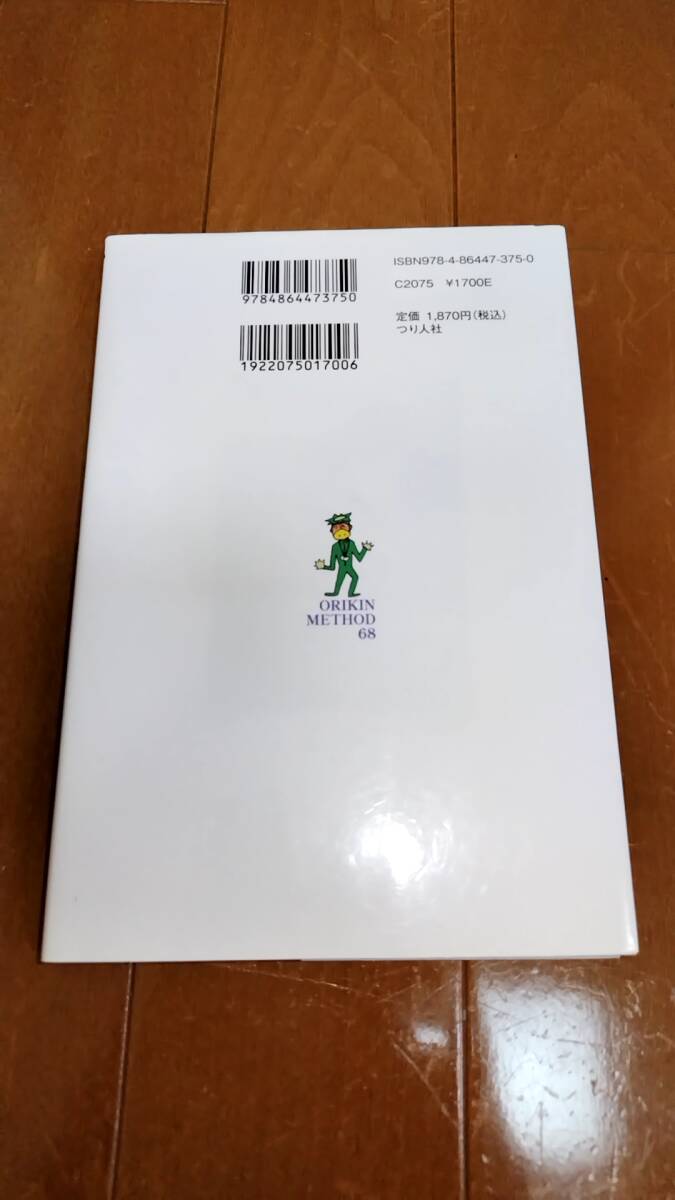 9784864473750
ISBN978-4-86447-375-0
C2075 ¥1700E
1922075017006
定価 1,870円(税込)
つり人社
ORIKIN
METHOD
68